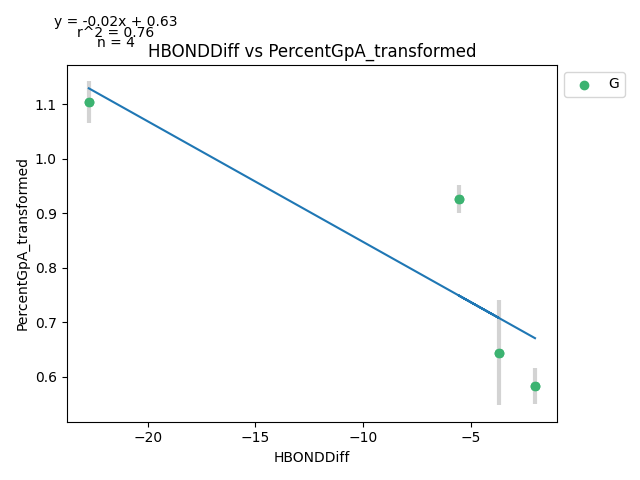 y = -0.02x + 0.63
r^2 = 0.76
n = 4
HBONDDiff vs PercentGpA_transformed
G
1.1
1.0
0.9
0.8
0.7
0.6
PercentGpA_transformed
−20
−15
−10
−5
HBONDDiff